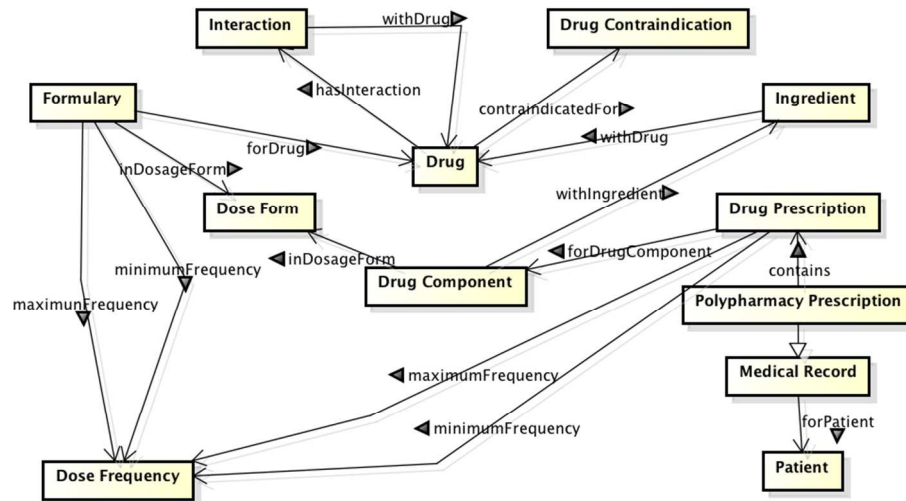 Interaction
withDrug
Drug Contraindication
Formulary
hasInteraction
contraindicatedFor
Ingredient
forDrug
Drug
withDrug
inDosageForm
Dose Form
withIngredient
Drug Prescription
minimumFrequency
inDosageForm
forDrugComponent
Drug Component
contains
maximunFrequency
Polypharmacy Prescription
maximumFrequency
Medical Record
minimumFrequency
forPatient
Dose Frequency
Patient